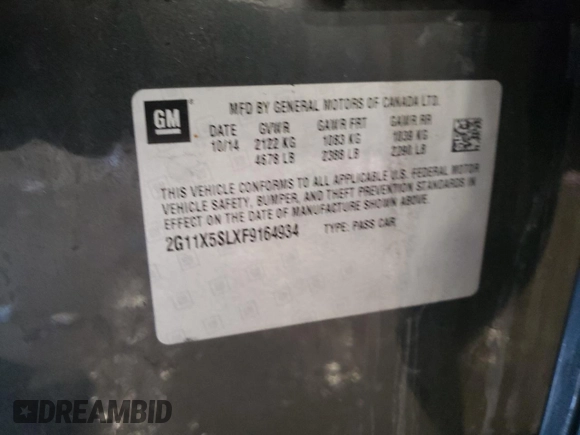 GM
MFD BY GENERAL MOTORS OF CANADA LTD.
DATE GVWR GAWR FRT GAWR RR
10/14 2122 KG 1083 KG 1039 KG
4678 LB 2388 LB 2290 LB
THIS VEHICLE CONFORMS TO ALL APPLICABLE U.S. FEDERAL MOTOR
VEHICLE SAFETY, BUMPER, AND THEFT PREVENTION STANDARDS IN
EFFECT ON THE DATE OF MANUFACTURE SHOWN ABOVE.
2G11X5SLXF9164934 TYPE: PASS CAR
DREAMBID